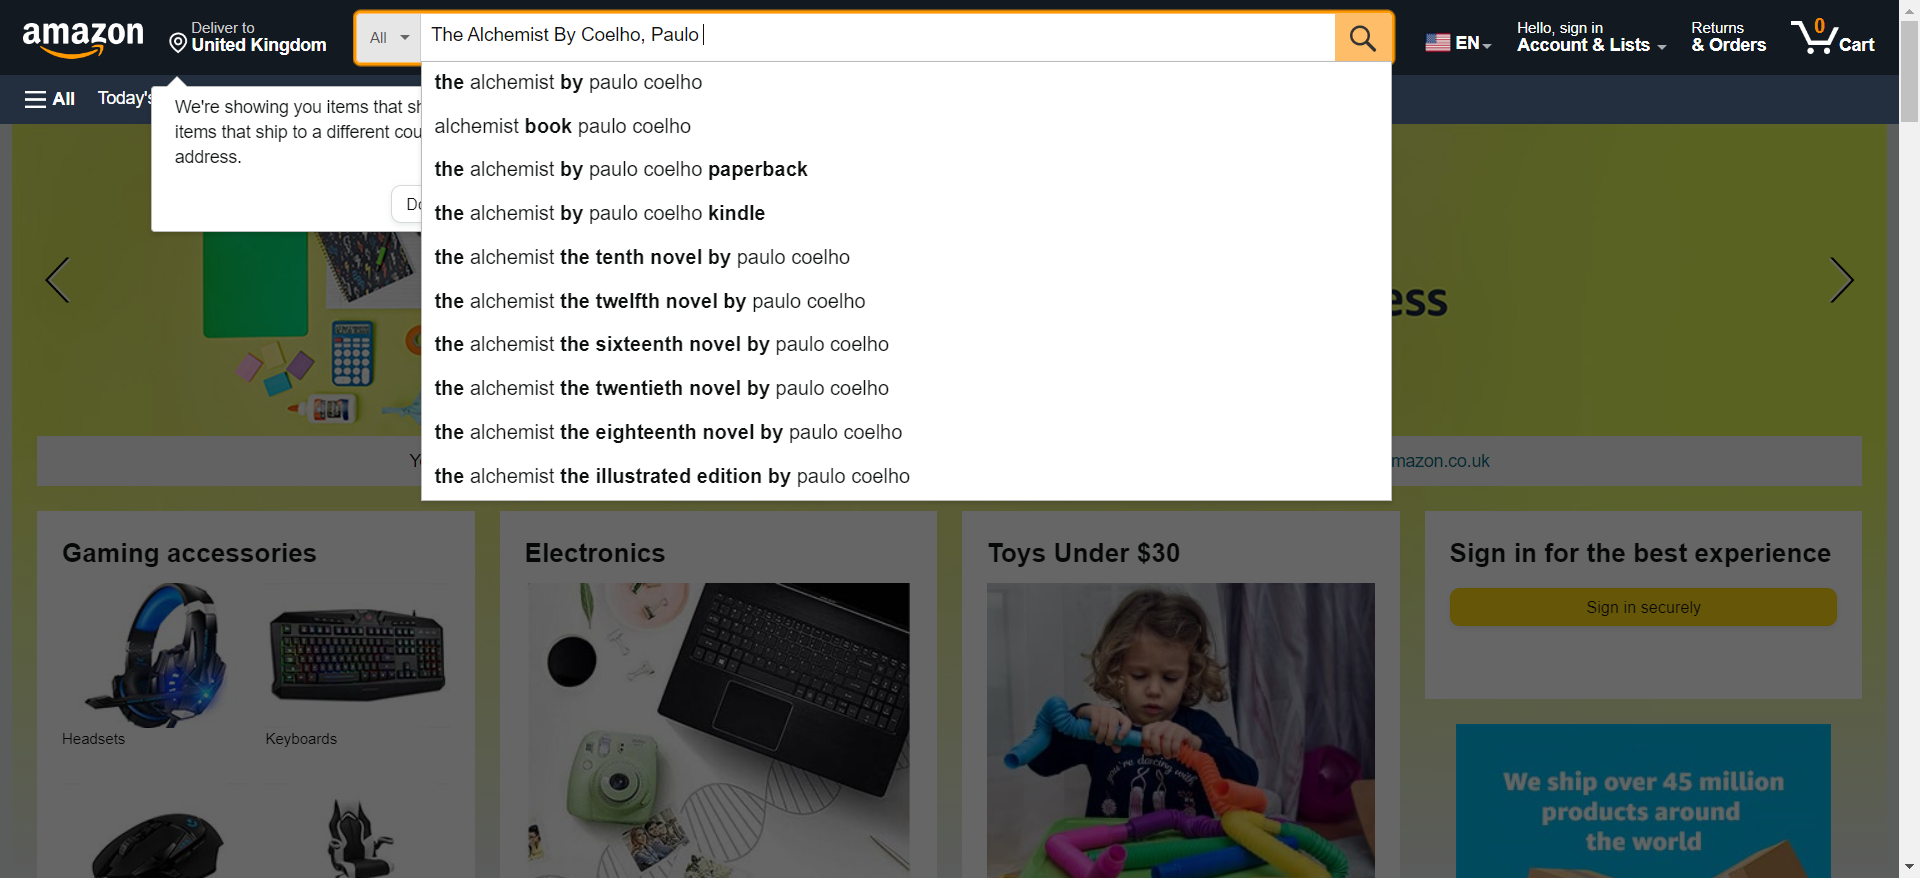 amazon
Deliver to
United Kingdom
All
The Alchemist By Coelho, Paulo
EN
Hello, sign in
Account & Lists
Returns
& Orders
0
Cart
All
Today's
We're showing you items that sh
items that ship to a different cou
address.
Do
the alchemist by paulo coelho
alchemist book paulo coelho
the alchemist by paulo coelho paperback
the alchemist by paulo coelho kindle
the alchemist the tenth novel by paulo coelho
the alchemist the twelfth novel by paulo coelho
the alchemist the sixteenth novel by paulo coelho
the alchemist the twentieth novel by paulo coelho
the alchemist the eighteenth novel by paulo coelho
the alchemist the illustrated edition by paulo coelho
ess
Yo
mazon.co.uk
Gaming accessories
Headsets
Keyboards
Electronics
Toys Under $30
you're dancing with
Sign in for the best experience
Sign in securely
We ship over 45 million
products around
the world